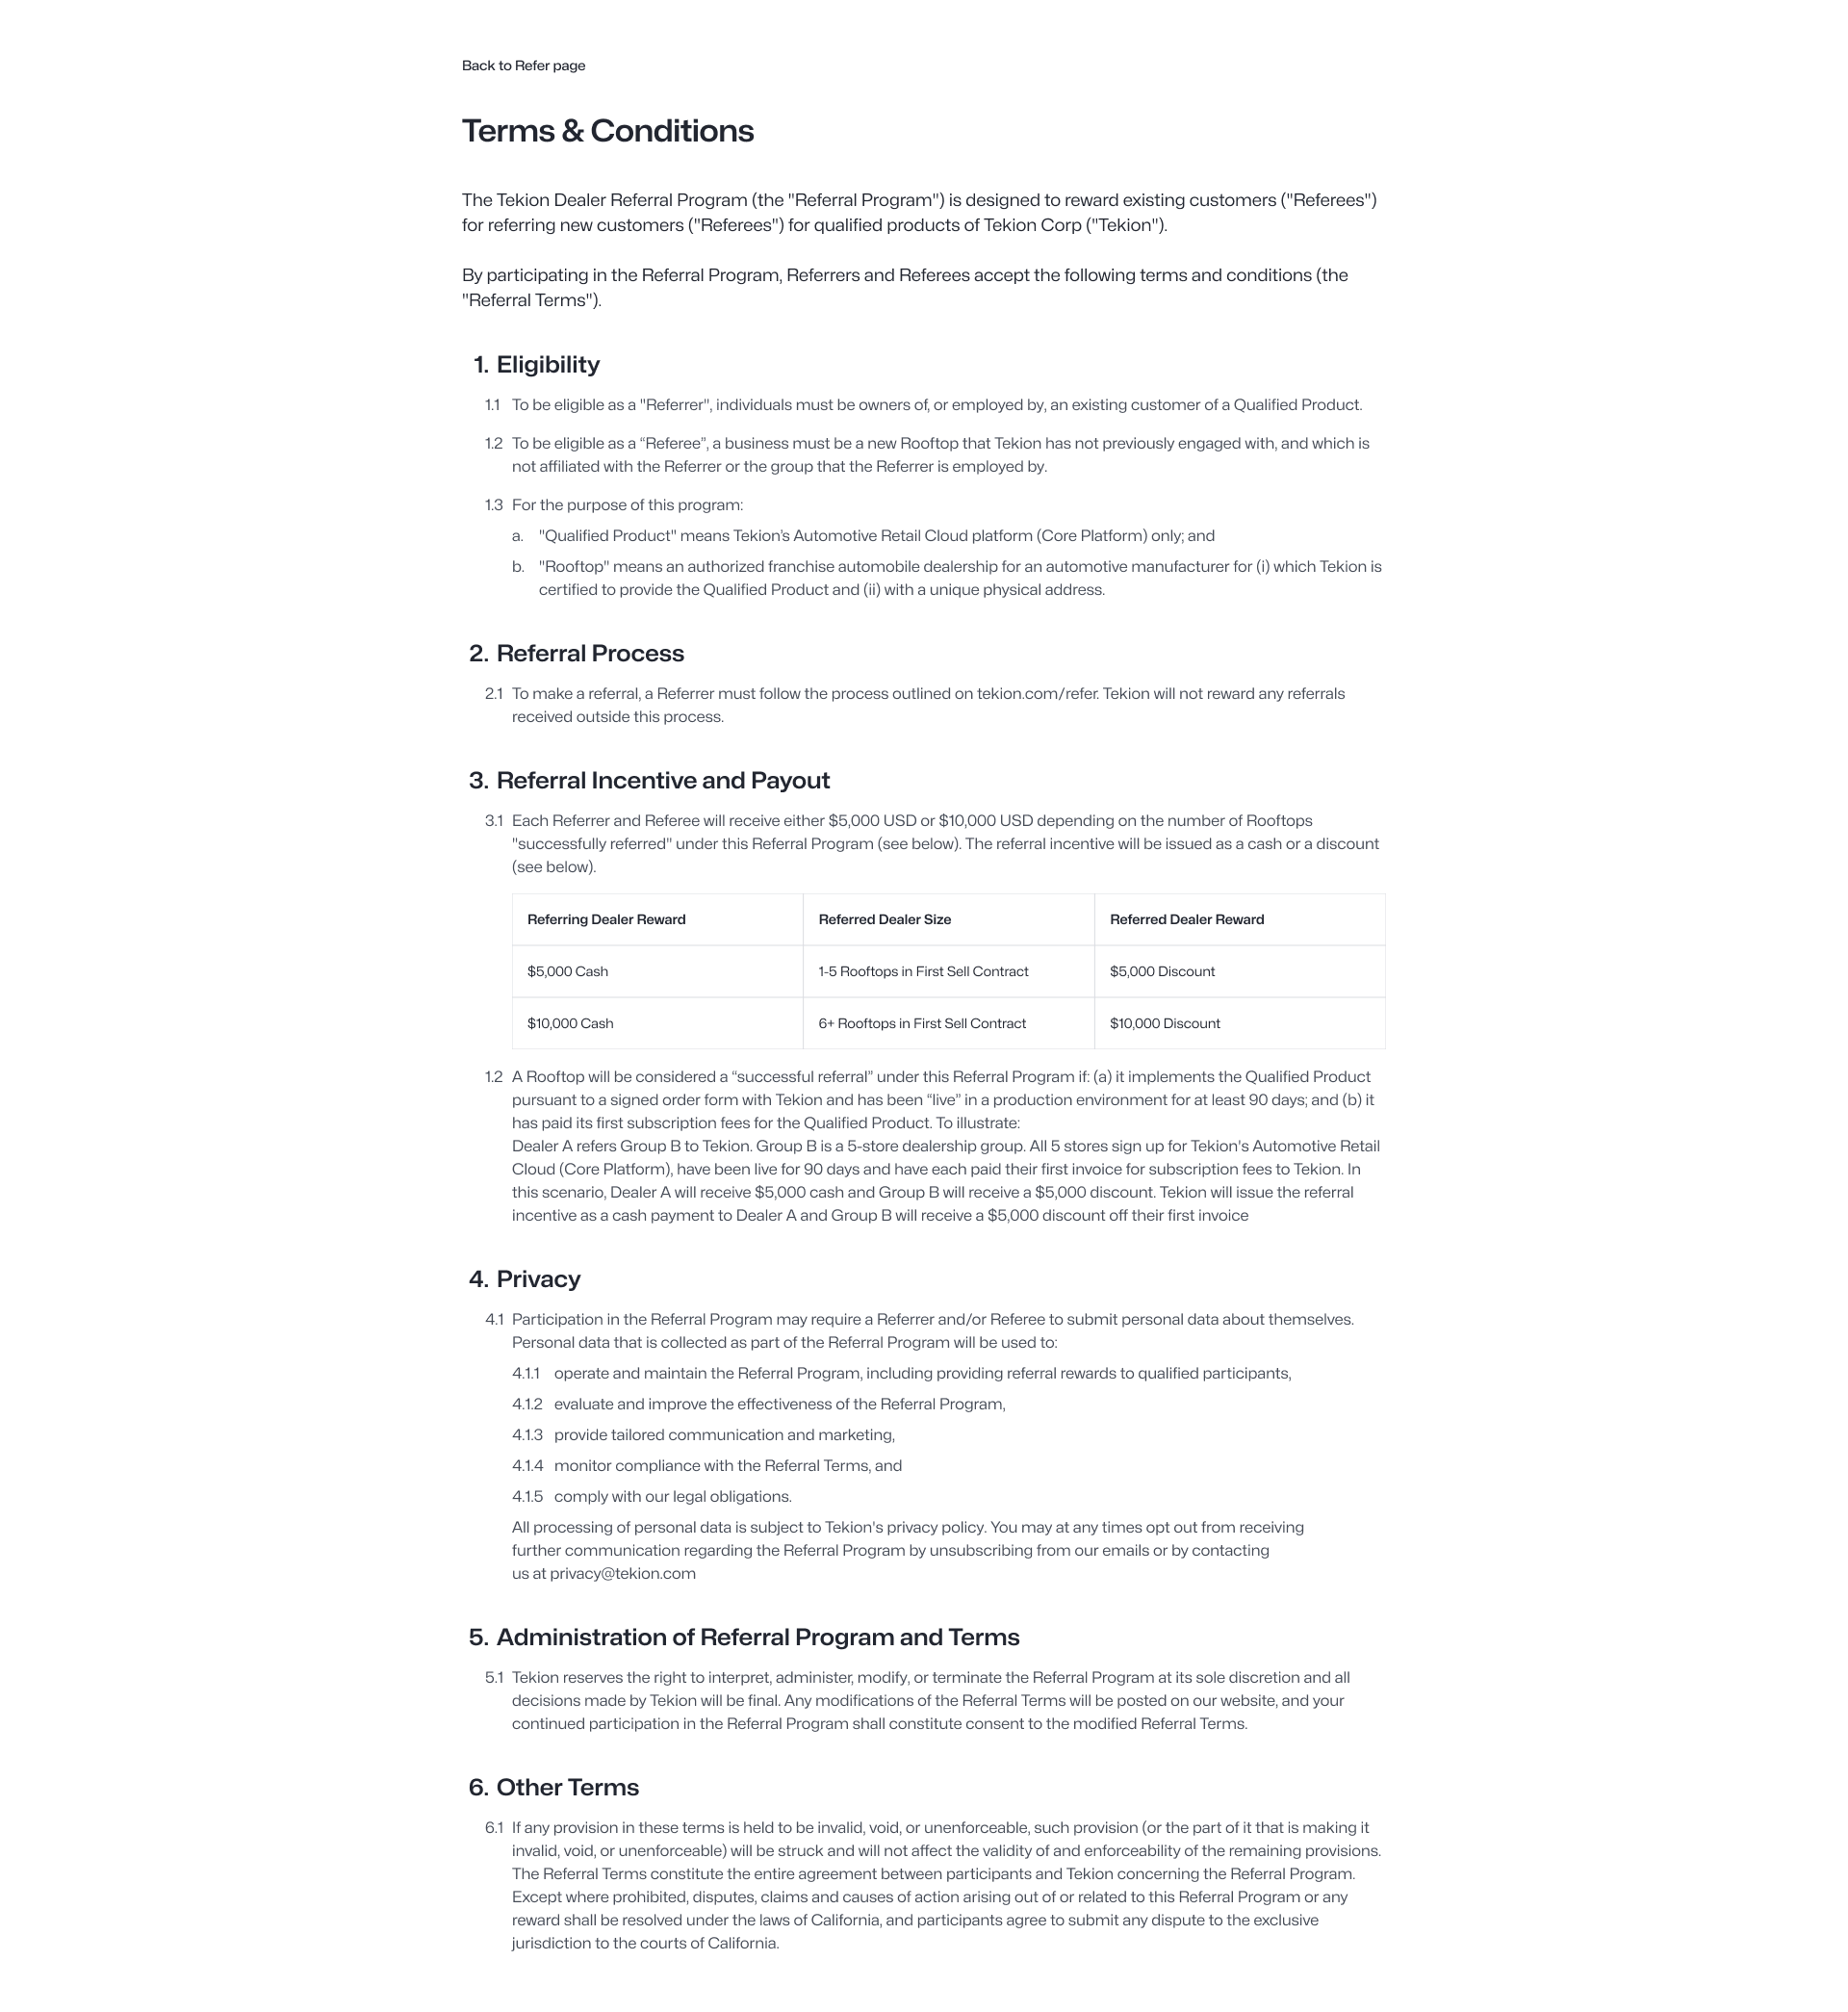 Back to Refer page
Terms & Conditions
The Tekion Dealer Referral Program (the "Referral Program") is designed to reward existing customers ("Referees")
for referring new customers ("Referees") for qualified products of Tekion Corp ("Tekion").
By participating in the Referral Program, Referrers and Referees accept the following terms and conditions (the
"Referral Terms").
1. Eligibility
1.1 To be eligible as a "Referrer", individuals must be owners of, or employed by, an existing customer of a Qualified Product.
1.2 To be eligible as a “Referee”, a business must be a new Rooftop that Tekion has not previously engaged with, and which is
not affiliated with the Referrer or the group that the Referrer is employed by.
1.3 For the purpose of this program:
a. "Qualified Product" means Tekion’s Automotive Retail Cloud platform (Core Platform) only; and
b. "Rooftop" means an authorized franchise automobile dealership for an automotive manufacturer for (i) which Tekion is
certified to provide the Qualified Product and (ii) with a unique physical address.
2. Referral Process
2.1 To make a referral, a Referrer must follow the process outlined on tekion.com/refer. Tekion will not reward any referrals
received outside this process.
3. Referral Incentive and Payout
3.1 Each Referrer and Referee will receive either $5,000 USD or $10,000 USD depending on the number of Rooftops
"successfully referred" under this Referral Program (see below). The referral incentive will be issued as a cash or a discount
(see below).
Referring Dealer Reward Referred Dealer Size Referred Dealer Reward
$5,000 Cash 1-5 Rooftops in First Sell Contract $5,000 Discount
$10,000 Cash 6+ Rooftops in First Sell Contract $10,000 Discount
1.2 A Rooftop will be considered a “successful referral” under this Referral Program if: (a) it implements the Qualified Product
pursuant to a signed order form with Tekion and has been “live” in a production environment for at least 90 days; and (b) it
has paid its first subscription fees for the Qualified Product. To illustrate:
Dealer A refers Group B to Tekion. Group B is a 5-store dealership group. All 5 stores sign up for Tekion's Automotive Retail
Cloud (Core Platform), have been live for 90 days and have each paid their first invoice for subscription fees to Tekion. In
this scenario, Dealer A will receive $5,000 cash and Group B will receive a $5,000 discount. Tekion will issue the referral
incentive as a cash payment to Dealer A and Group B will receive a $5,000 discount off their first invoice
4. Privacy
4.1 Participation in the Referral Program may require a Referrer and/or Referee to submit personal data about themselves.
Personal data that is collected as part of the Referral Program will be used to:
4.1.1 operate and maintain the Referral Program, including providing referral rewards to qualified participants,
4.1.2 evaluate and improve the effectiveness of the Referral Program,
4.1.3 provide tailored communication and marketing,
4.1.4 monitor compliance with the Referral Terms, and
4.1.5 comply with our legal obligations.
All processing of personal data is subject to Tekion's privacy policy. You may at any times opt out from receiving
further communication regarding the Referral Program by unsubscribing from our emails or by contacting
us at privacy@tekion.com
5. Administration of Referral Program and Terms
5.1 Tekion reserves the right to interpret, administer, modify, or terminate the Referral Program at its sole discretion and all
decisions made by Tekion will be final. Any modifications of the Referral Terms will be posted on our website, and your
continued participation in the Referral Program shall constitute consent to the modified Referral Terms.
6. Other Terms
6.1 If any provision in these terms is held to be invalid, void, or unenforceable, such provision (or the part of it that is making it
invalid, void, or unenforceable) will be struck and will not affect the validity of and enforceability of the remaining provisions.
The Referral Terms constitute the entire agreement between participants and Tekion concerning the Referral Program.
Except where prohibited, disputes, claims and causes of action arising out of or related to this Referral Program or any
reward shall be resolved under the laws of California, and participants agree to submit any dispute to the exclusive
jurisdiction to the courts of California.